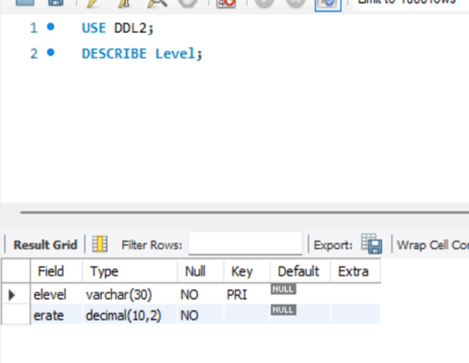 Limit to 1000 rows
1 USE DDL2;
2 DESCRIBE Level;
Result Grid Filter Rows: Export: Wrap Cell Co
Field Type Null Key Default Extra
elevel varchar(30) NO PRI NULL
erate decimal(10,2) NO NULL